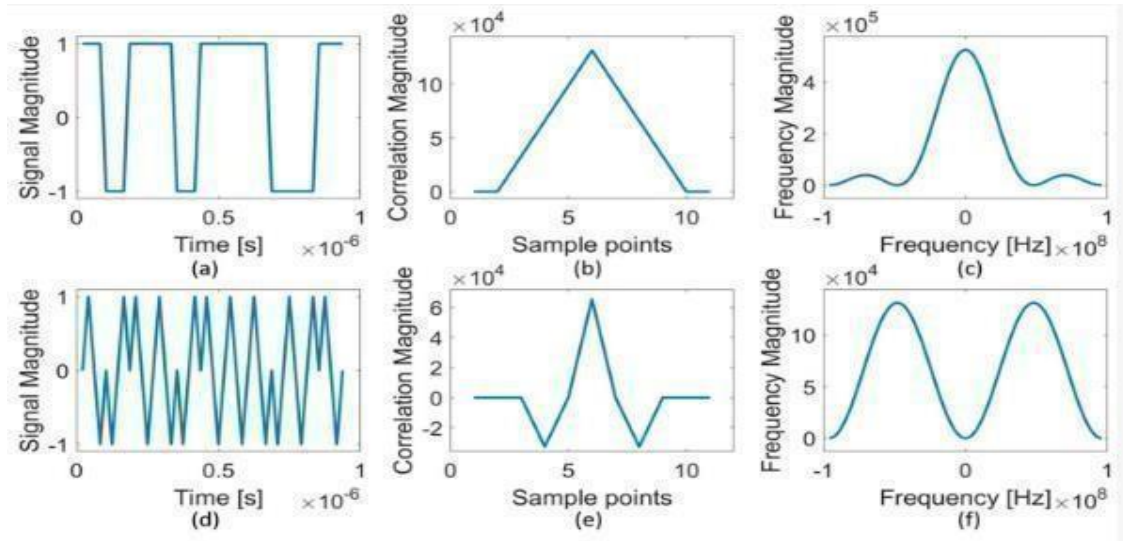 Signal Magnitude
1
0
-1
0
0.5
1
Time [s]
×10⁻⁶
(a)
×10⁴
Correlation Magnitude
10
5
0
0
5
10
Sample points
(b)
×10⁵
Frequency Magnitude
4
2
0
-1
0
1
Frequency [Hz] ×10⁸
(c)
Signal Magnitude
1
0
-1
0
0.5
1
Time [s]
×10⁻⁶
(d)
×10⁴
Correlation Magnitude
6
4
2
0
-2
0
5
10
Sample points
(e)
×10⁴
Frequency Magnitude
10
5
0
-1
0
1
Frequency [Hz] ×10⁸
(f)